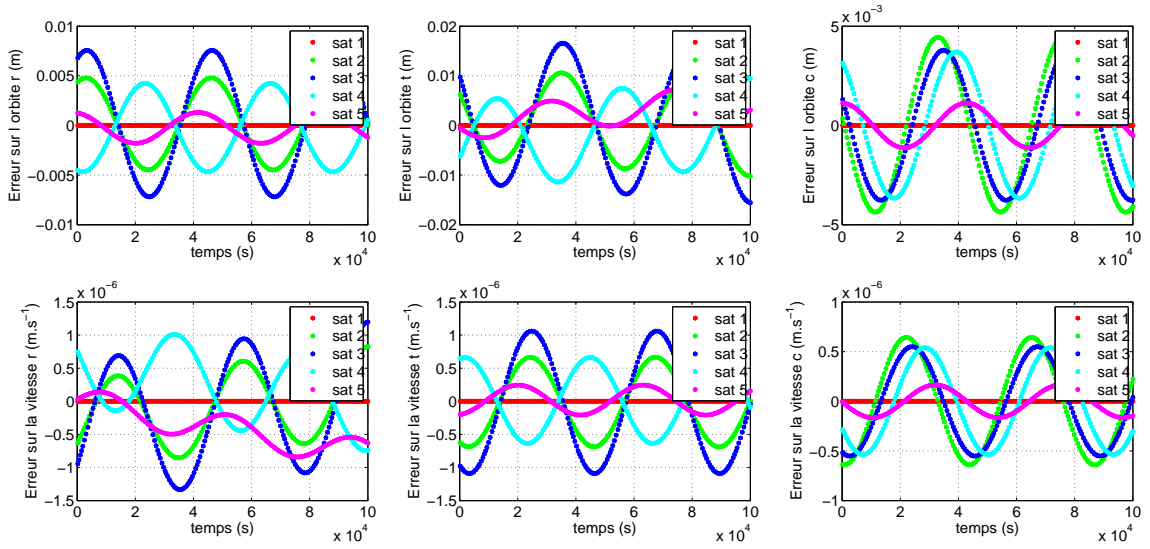 0.01
0.005
0
−0.005
−0.01
Erreur sur l orbite r (m)
0 2 4 6 8 10
temps (s)
x 10^4
sat 1
sat 2
sat 3
sat 4
sat 5
0.02
0.01
0
−0.01
−0.02
Erreur sur l orbite t (m)
0 2 4 6 8 10
temps (s)
x 10^4
sat 1
sat 2
sat 3
sat 4
sat 5
x 10^−3
5
0
−5
Erreur sur l orbite c (m)
0 2 4 6 8 10
temps (s)
x 10^4
sat 1
sat 2
sat 3
sat 4
sat 5
x 10^−6
1.5
1
0.5
0
−0.5
−1
−1.5
Erreur sur la vitesse r (m.s^−1)
0 2 4 6 8 10
temps (s)
x 10^4
sat 1
sat 2
sat 3
sat 4
sat 5
x 10^−6
1.5
1
0.5
0
−0.5
−1
−1.5
Erreur sur la vitesse t (m.s^−1)
0 2 4 6 8 10
temps (s)
x 10^4
sat 1
sat 2
sat 3
sat 4
sat 5
x 10^−6
1
0.5
0
−0.5
−1
Erreur sur la vitesse c (m.s^−1)
0 2 4 6 8 10
temps (s)
x 10^4
sat 1
sat 2
sat 3
sat 4
sat 5